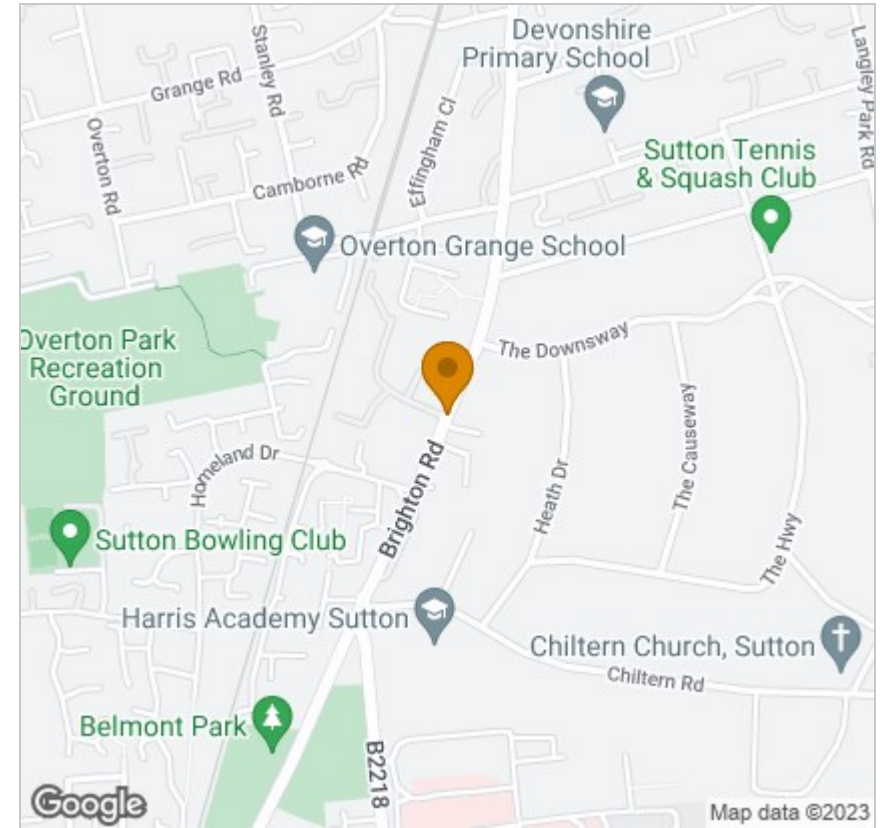 Devonshire
Primary School
Stanley Rd
Grange Rd
Langley Park Rd
Overton Rd
Effingham Cl
Sutton Tennis
& Squash Club
Camborne Rd
Overton Grange School
The Downsway
Overton Park
Recreation
Ground
Homeland Dr
Brighton Rd
Heath Dr
The Causeway
The Hwy
Sutton Bowling Club
Harris Academy Sutton
Chiltern Church, Sutton
Chiltern Rd
Belmont Park
B2218
Google
Map data ©2023